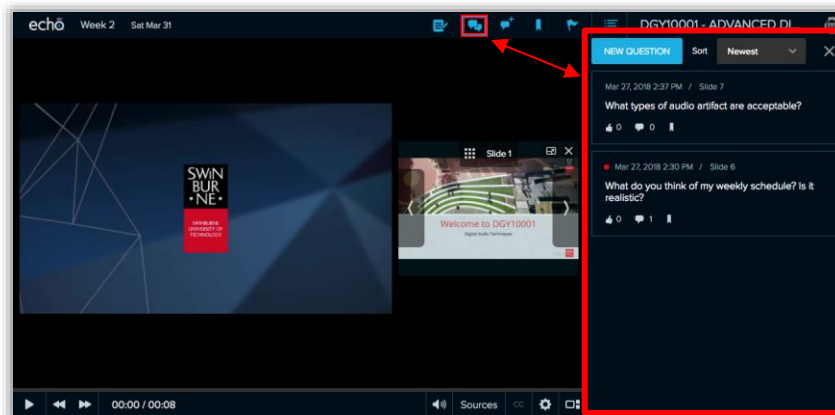 echo Week 2 Sat Mar 31
DGY10001 - ADVANCED DI...
NEW QUESTION Sort Newest
Mar 27, 2018 2:37 PM / Slide 7
What types of audio artifact are acceptable?
0 0
Mar 27, 2018 2:30 PM / Slide 6
What do you think of my weekly schedule? Is it
realistic?
0 1
SWIN
BUR
• NE •
SWINBURNE
UNIVERSITY OF
TECHNOLOGY
Slide 1
Welcome to DGY10001
Digital Audio Techniques
00:00 / 00:08
Sources CC